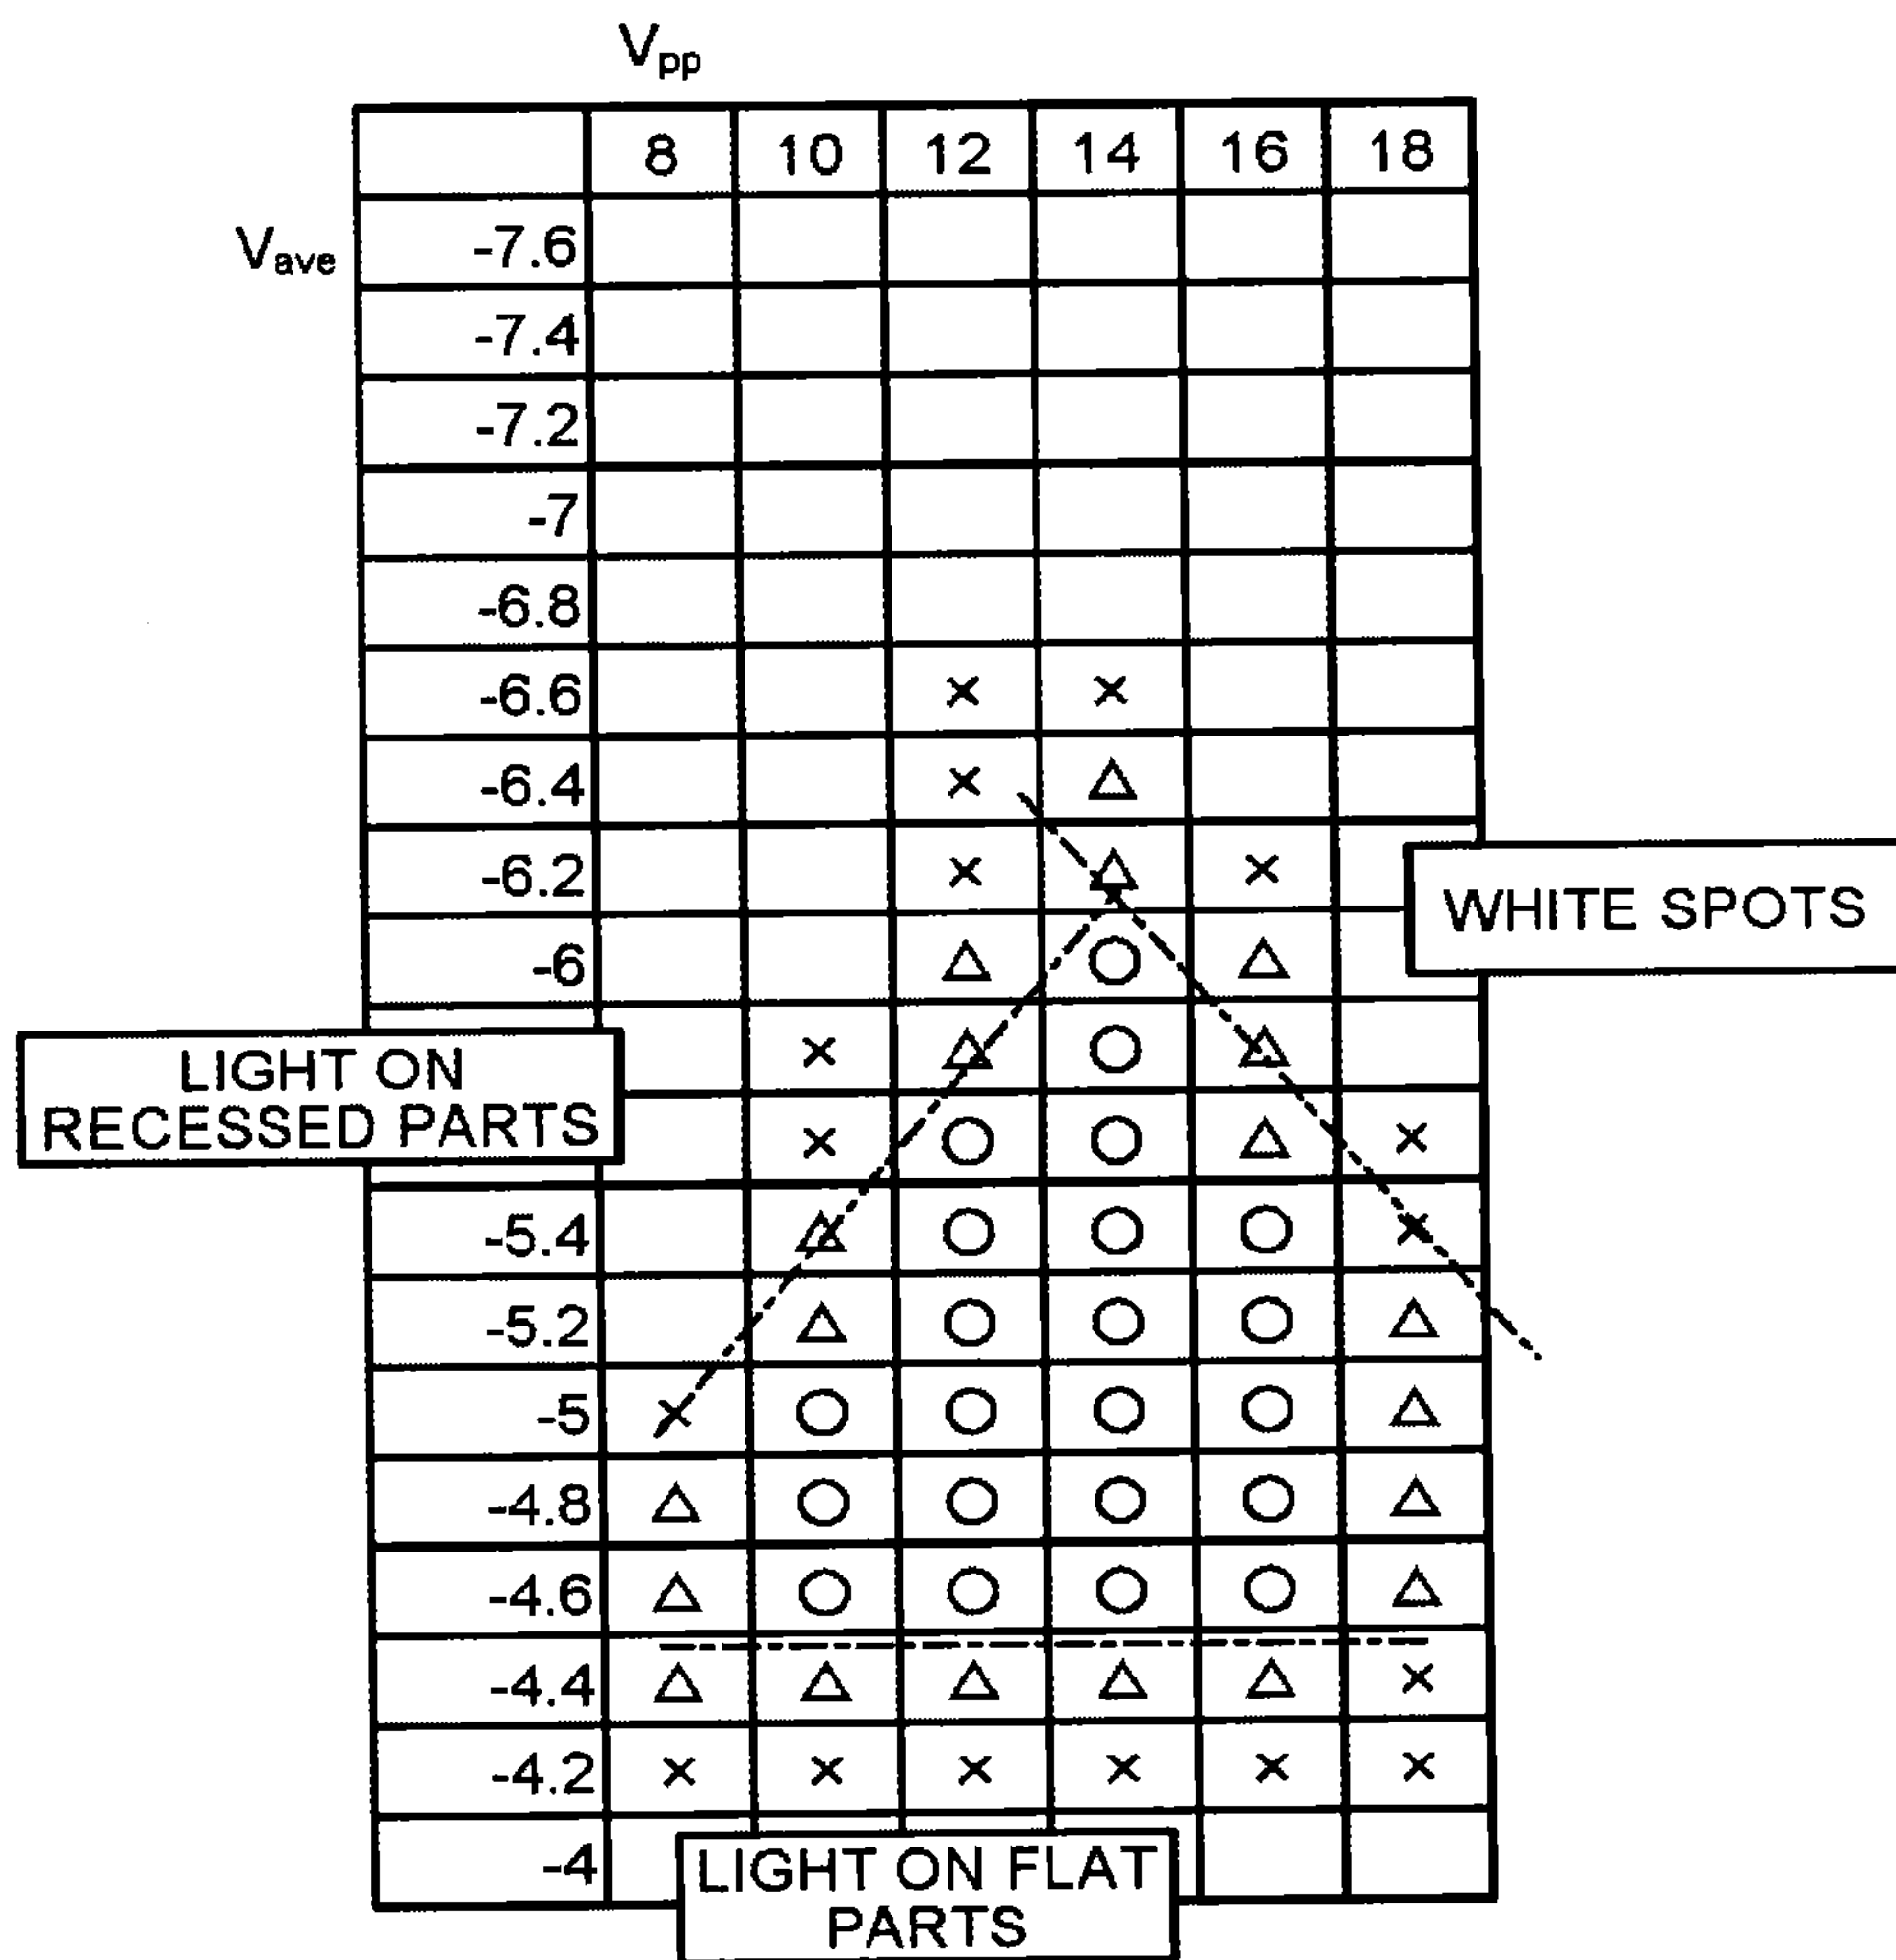 Vpp
8 10 12 14 16 18
Vave
-7.6
-7.4
-7.2
-7
-6.8
-6.6 × ×
-6.4 × △
-6.2 × △ ×
WHITE SPOTS
-6 △ ○ △
LIGHT ON
RECESSED PARTS
× △ ○ △
× ○ ○ △ ×
-5.4 △ ○ ○ ○ ×
-5.2 △ ○ ○ ○ △
-5 × ○ ○ ○ ○ △
-4.8 △ ○ ○ ○ ○ △
-4.6 △ ○ ○ ○ ○ △
-4.4 △ △ △ △ △ ×
-4.2 × × × × × ×
-4
LIGHT ON FLAT
PARTS